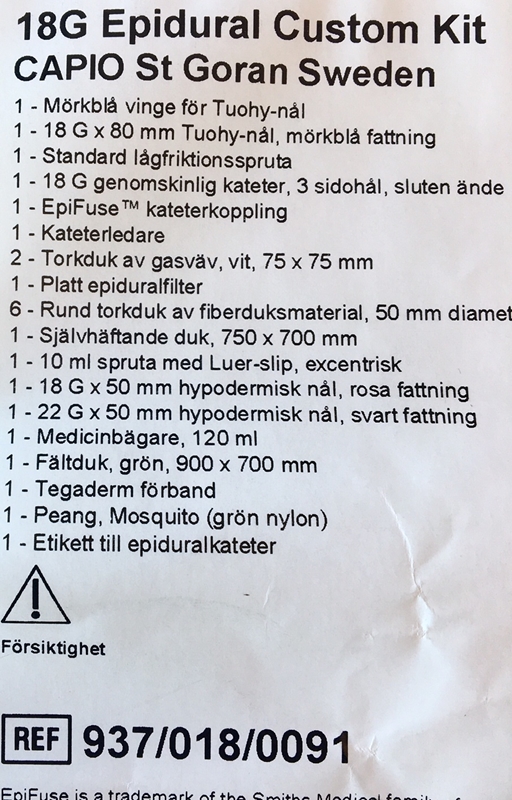 18G Epidural Custom Kit
CAPIO St Goran Sweden
1 - Mörkblå vinge för Tuohy-nål
1 - 18 G x 80 mm Tuohy-nål, mörkblå fattning
1 - Standard lågfriktionsspruta
1 - 18 G genomskinlig kateter, 3 sidohål, sluten ände
1 - EpiFuse™ kateterkoppling
1 - Kateterledare
2 - Torkduk av gasväv, vit, 75 x 75 mm
1 - Platt epiduralfilter
6 - Rund torkduk av fiberduksmaterial, 50 mm diamet
1 - Självhäftande duk, 750 x 700 mm
1 - 10 ml spruta med Luer-slip, excentrisk
1 - 18 G x 50 mm hypodermisk nål, rosa fattning
1 - 22 G x 50 mm hypodermisk nål, svart fattning
1 - Medicinbägare, 120 ml
1 - Fältduk, grön, 900 x 700 mm
1 - Tegaderm förband
1 - Peang, Mosquito (grön nylon)
1 - Etikett till epiduralkateter
!
Försiktighet
REF 937/018/0091
EpiFuse is a trademark of the Smiths Medical family of